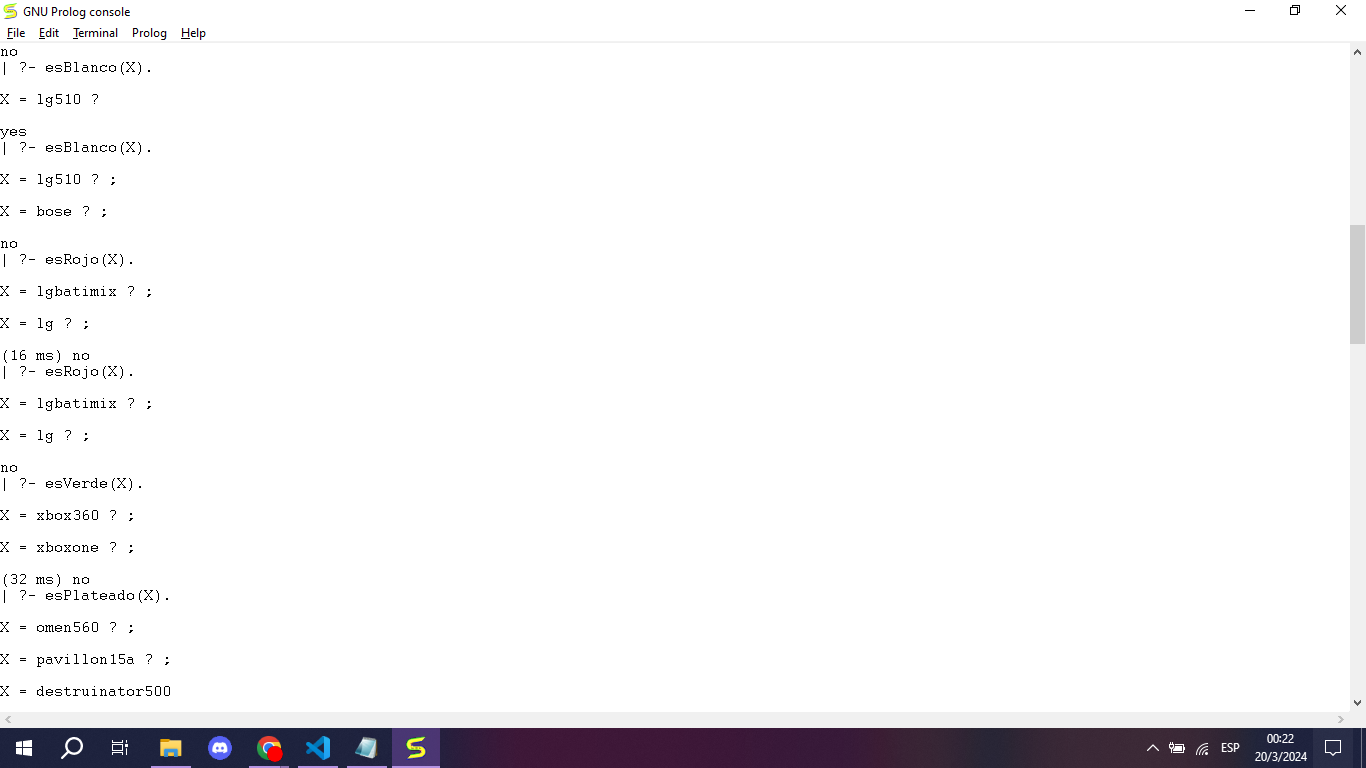 GNU Prolog console
File Edit Terminal Prolog Help
no
| ?- esBlanco(X).
X = lg510 ?
yes
| ?- esBlanco(X).
X = lg510 ? ;
X = bose ? ;
no
| ?- esRojo(X).
X = lgbatimix ? ;
X = lg ? ;
(16 ms) no
| ?- esRojo(X).
X = lgbatimix ? ;
X = lg ? ;
no
| ?- esVerde(X).
X = xbox360 ? ;
X = xboxone ? ;
(32 ms) no
| ?- esPlateado(X).
X = omen560 ? ;
X = pavillon15a ? ;
X = destruinator500
ESP
00:22
20/3/2024